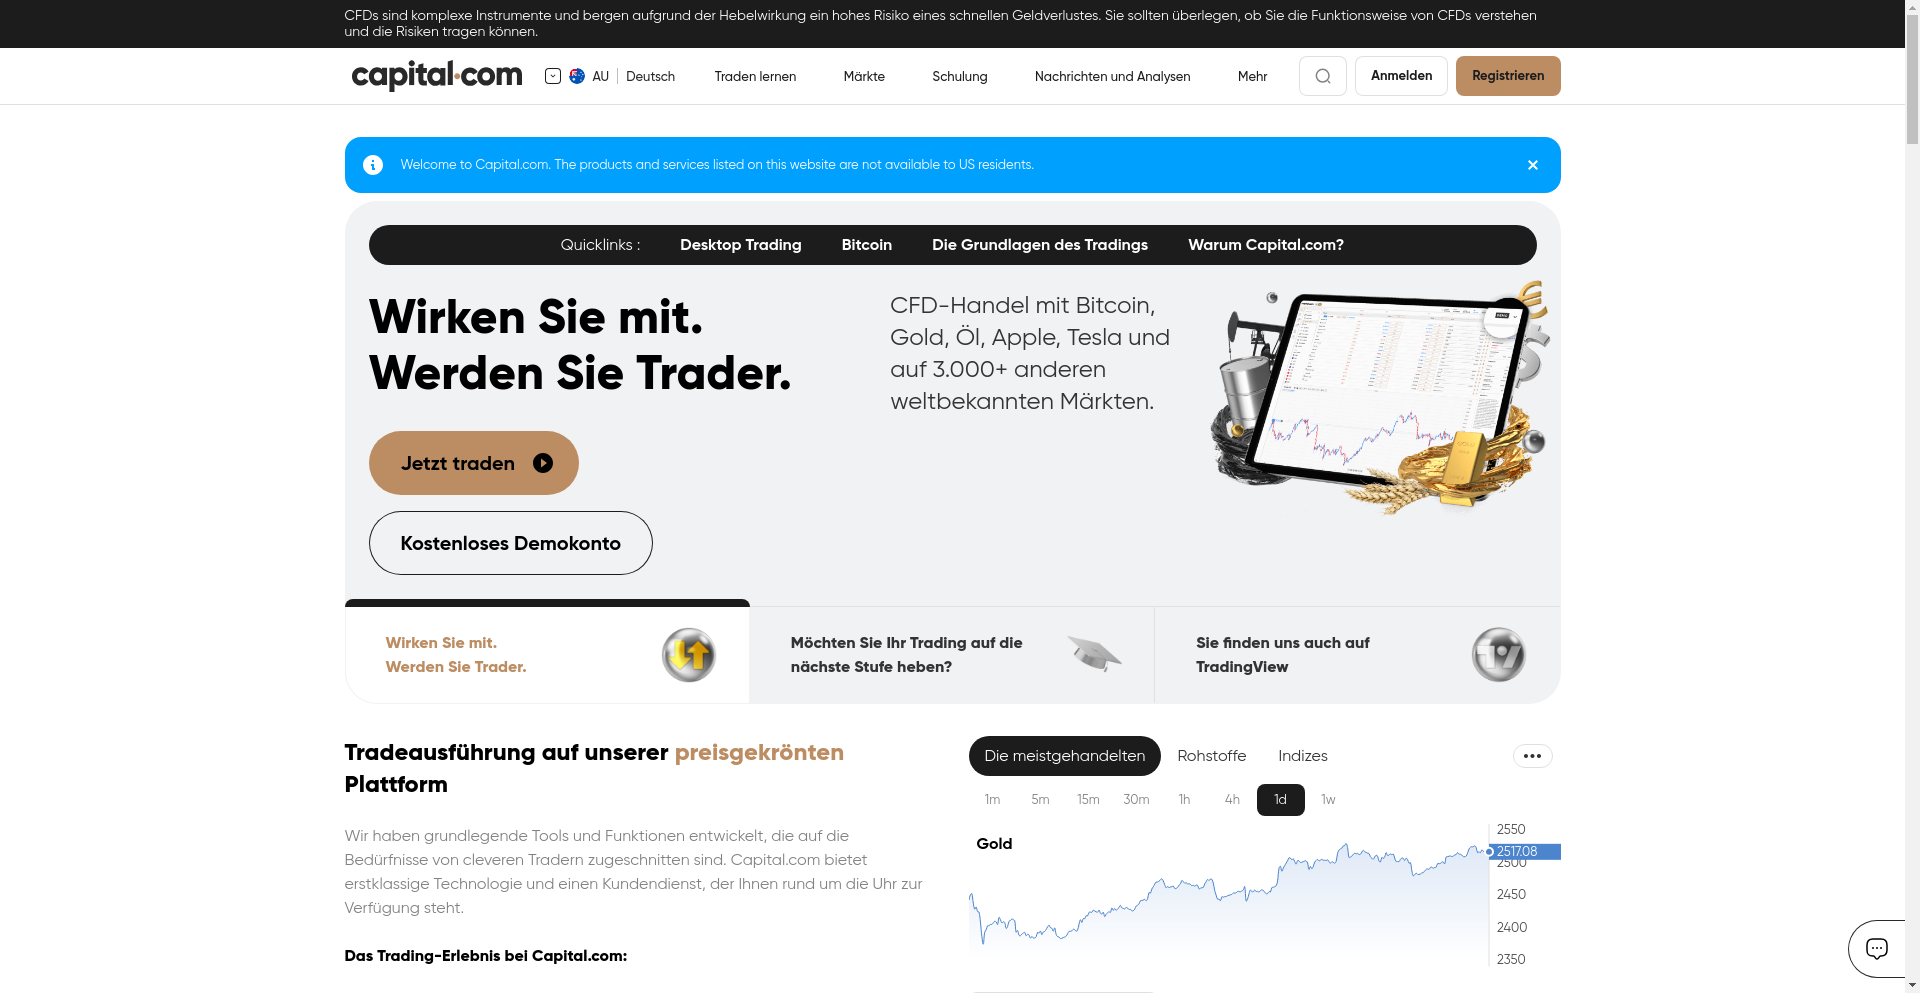 CFDs sind komplexe Instrumente und bergen aufgrund der Hebelwirkung ein hohes Risiko eines schnellen Geldverlustes. Sie sollten überlegen, ob Sie die Funktionsweise von CFDs verstehen
und die Risiken tragen können.
capital.com
AU
Deutsch
Traden lernen
Märkte
Schulung
Nachrichten und Analysen
Mehr
Anmelden
Registrieren
Welcome to Capital.com. The products and services listed on this website are not available to US residents.
Quicklinks :
Desktop Trading
Bitcoin
Die Grundlagen des Tradings
Warum Capital.com?
Wirken Sie mit.
Werden Sie Trader.
CFD-Handel mit Bitcoin,
Gold, Öl, Apple, Tesla und
auf 3.000+ anderen
weltbekannten Märkten.
Jetzt traden
Kostenloses Demokonto
Wirken Sie mit.
Werden Sie Trader.
Möchten Sie Ihr Trading auf die
nächste Stufe heben?
Sie finden uns auch auf
TradingView
Tradeausführung auf unserer preisgekrönten
Plattform
Wir haben grundlegende Tools und Funktionen entwickelt, die auf die
Bedürfnisse von cleveren Tradern zugeschnitten sind. Capital.com bietet
erstklassige Technologie und einen Kundendienst, der Ihnen rund um die Uhr zur
Verfügung steht.
Das Trading-Erlebnis bei Capital.com:
Die meistgehandelten
Rohstoffe
Indizes
1m
5m
15m
30m
1h
4h
1d
1w
Gold
2550
2517.08
2500
2450
2400
2350